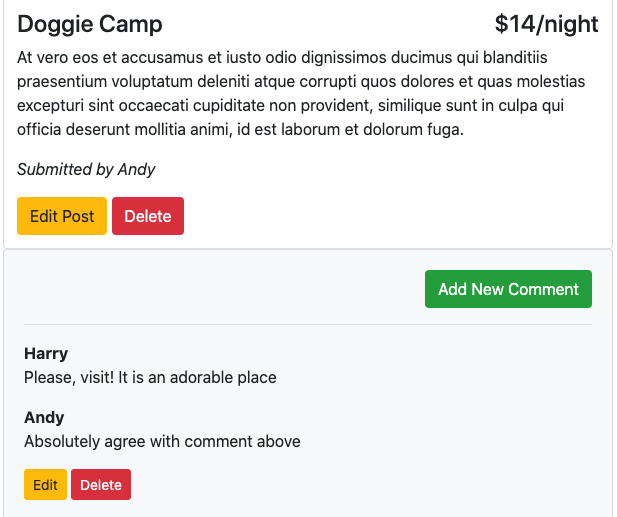 Doggie Camp $14/night
At vero eos et accusamus et iusto odio dignissimos ducimus qui blanditiis
praesentium voluptatum deleniti atque corrupti quos dolores et quas molestias
excepturi sint occaecati cupiditate non provident, similique sunt in culpa qui
officia deserunt mollitia animi, id est laborum et dolorum fuga.
Submitted by Andy
Edit Post Delete
Add New Comment
Harry
Please, visit! It is an adorable place
Andy
Absolutely agree with comment above
Edit Delete